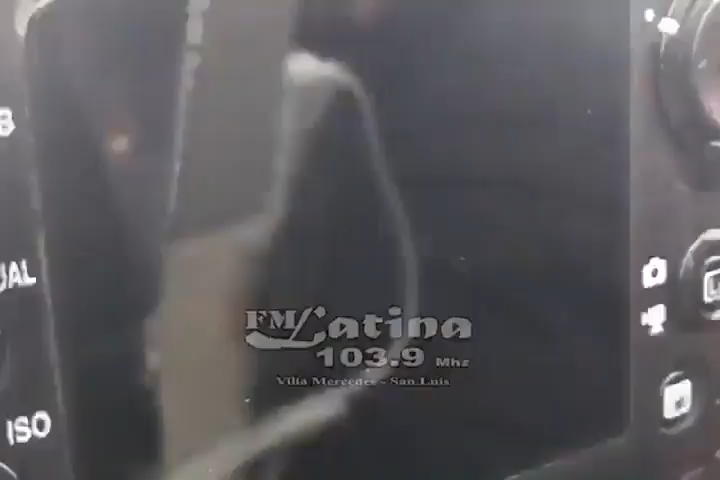 UAL
ISO
FM Latina
103.9 Mhz
Villa Mercedes - San Luis